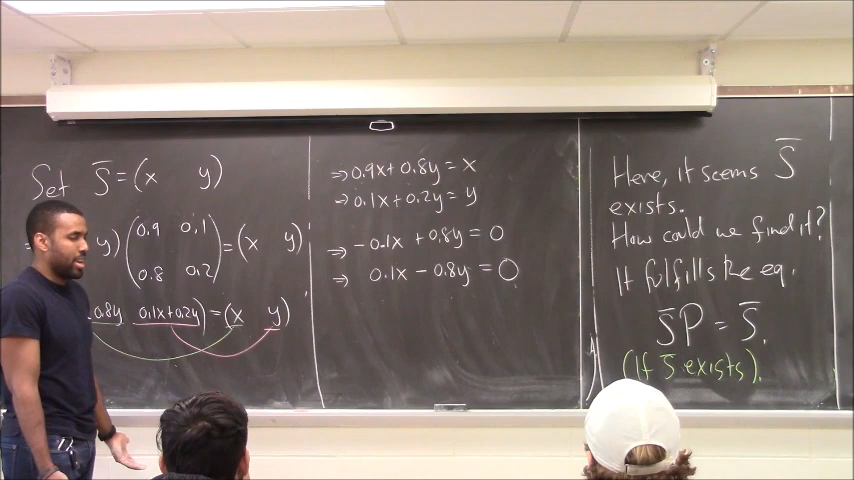 Set S̄ = (x y)
y) (0.9 0.1
0.8 0.2) = (x y)
0.8y 0.1x+0.2y) = (x y)
⇒ 0.9x + 0.8y = x
→ 0.1x + 0.2y = y
⇒ -0.1x + 0.8y = 0
⇒ 0.1x - 0.8y = 0
Here, it seems S̄
exists.
How could we find it?
It fulfills the eq.
S̄P = S̄.
(If S̄ exists).